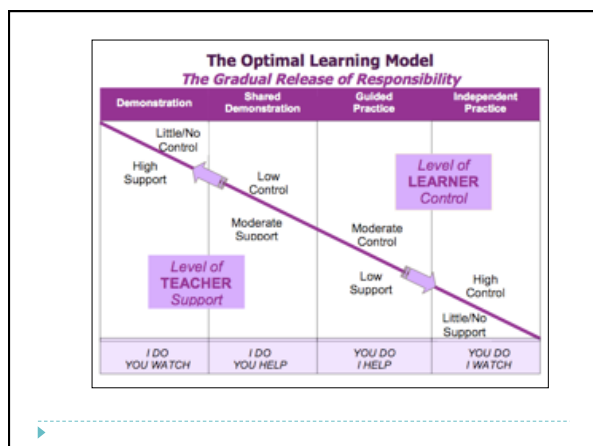 The Optimal Learning Model
The Gradual Release of Responsibility
Demonstration
Shared
Demonstration
Guided
Practice
Independent
Practice
Little/No
Control
High
Support
Low
Control
Moderate
Support
Level of
LEARNER
Control
Moderate
Control
Level of
TEACHER
Support
Low
Support
High
Control
Little/No
Support
I DO
YOU WATCH
I DO
YOU HELP
YOU DO
I HELP
YOU DO
I WATCH